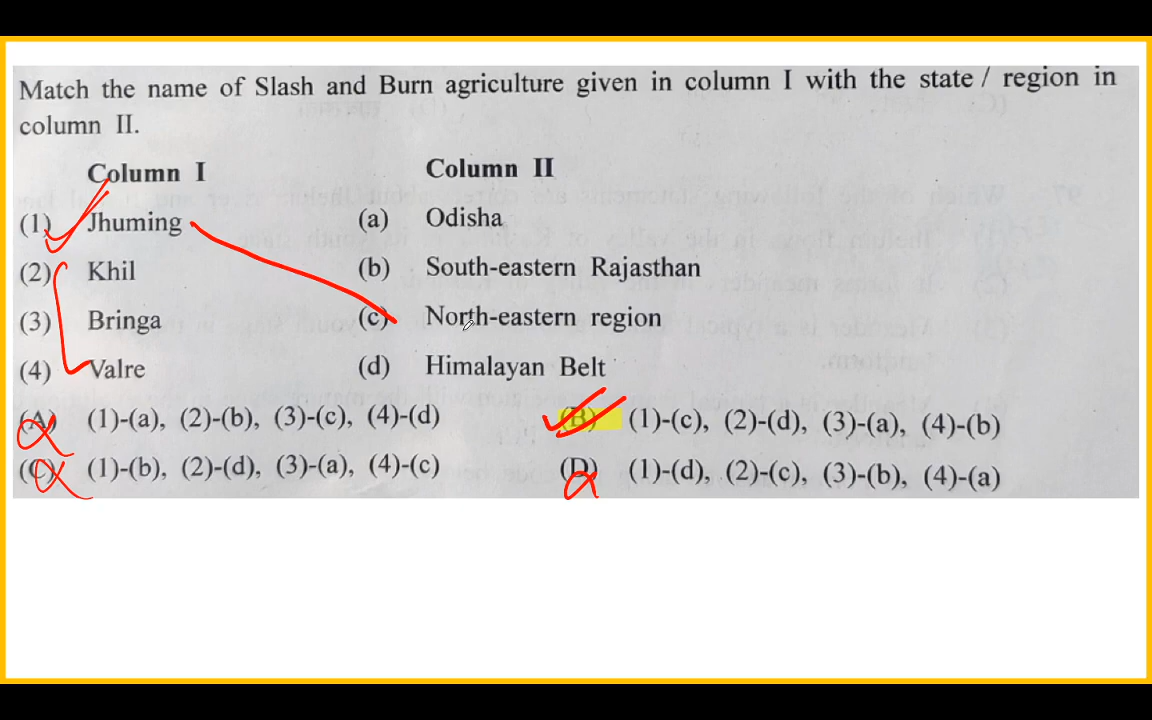 Match the name of Slash and Burn agriculture given in column I with the state / region in
column II.
Column I Column II
(1) Jhuming (a) Odisha
(2) Khil (b) South-eastern Rajasthan
(3) Bringa (c) North-eastern region
(4) Valre (d) Himalayan Belt
(A) (1)-(a), (2)-(b), (3)-(c), (4)-(d) (B) (1)-(c), (2)-(d), (3)-(a), (4)-(b)
(C) (1)-(b), (2)-(d), (3)-(a), (4)-(c) (D) (1)-(d), (2)-(c), (3)-(b), (4)-(a)